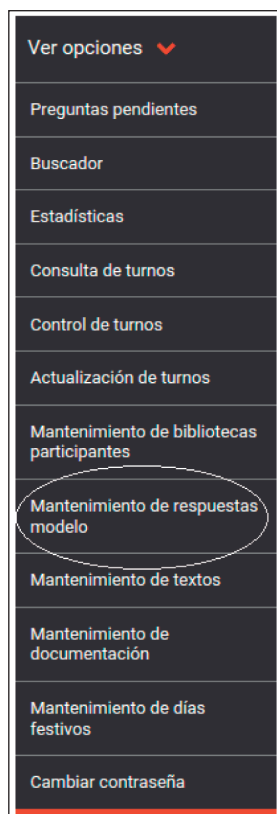 Ver opciones
Preguntas pendientes
Buscador
Estadísticas
Consulta de turnos
Control de turnos
Actualización de turnos
Mantenimiento de bibliotecas
participantes
Mantenimiento de respuestas
modelo
Mantenimiento de textos
Mantenimiento de
documentación
Mantenimiento de días
festivos
Cambiar contraseña